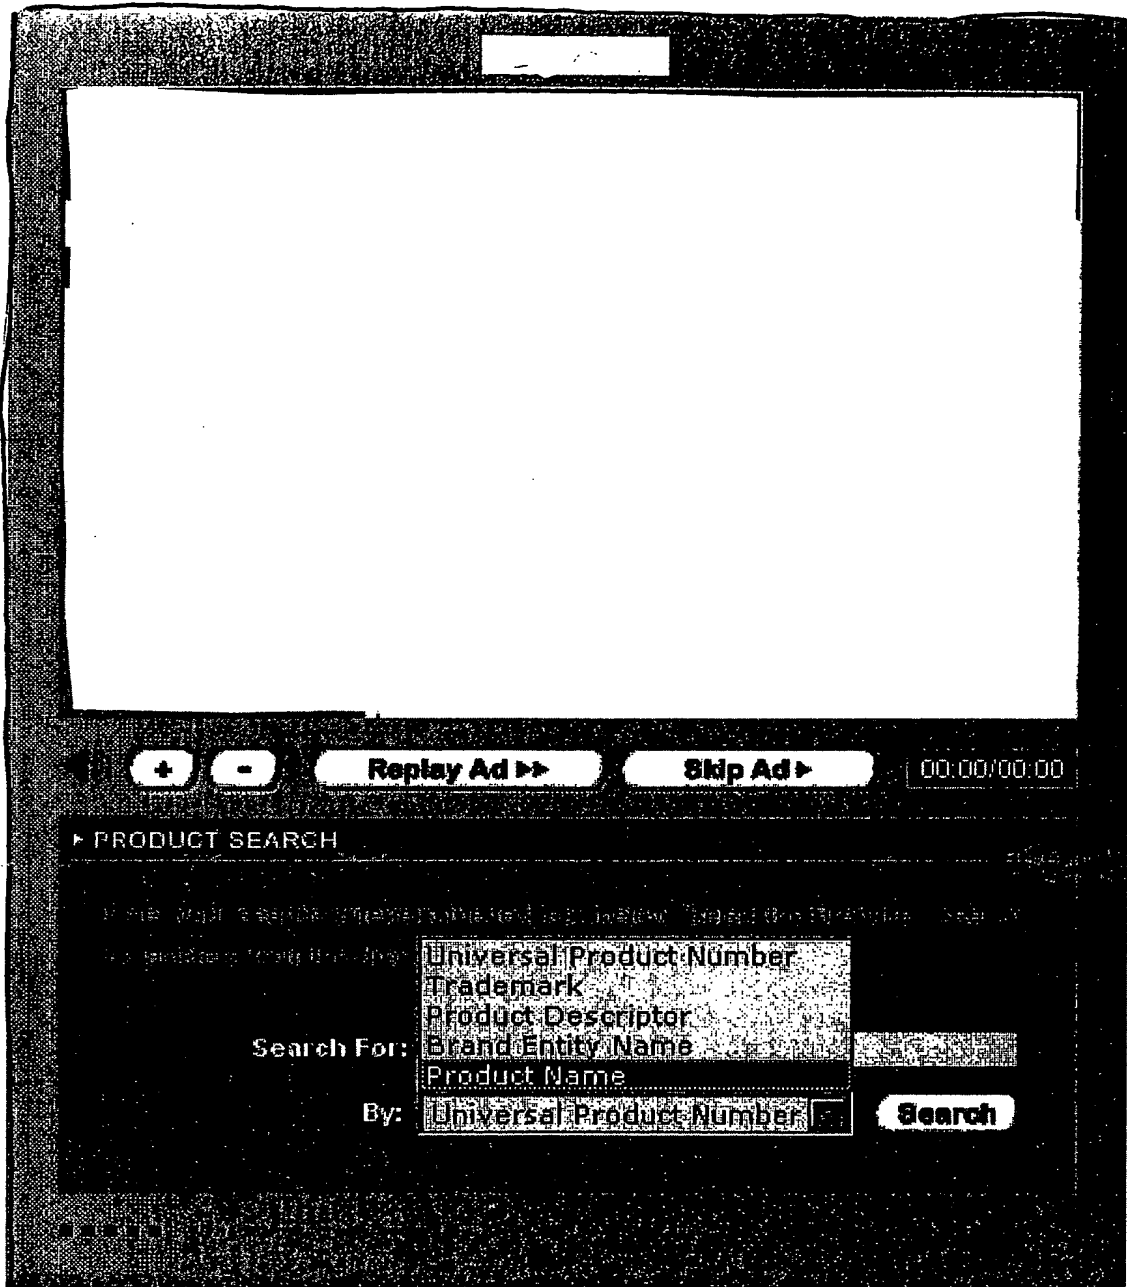 + - Replay Ad ▶▶ Skip Ad ▶ 00:00/00:00
▸ PRODUCT SEARCH
Universal Product Number
Trademark
Product Descriptor
Search For: Brand Entity Name
Product Name
By: Universal Product Number Search